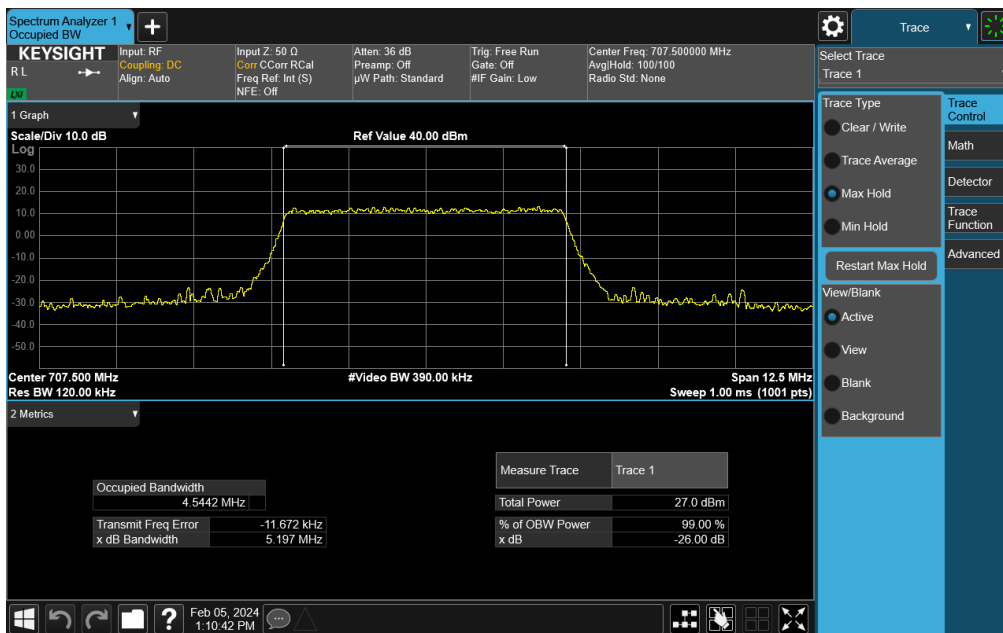 Spectrum Analyzer 1
Occupied BW
KEYSIGHT
R L
LXI
Input: RF
Coupling: DC
Align: Auto
Input Z: 50 Ω
Corr CCorr RCal
Freq Ref: Int (S)
NFE: Off
Atten: 36 dB
Preamp: Off
µW Path: Standard
Trig: Free Run
Gate: Off
#IF Gain: Low
Center Freq: 707.500000 MHz
Avg|Hold: 100/100
Radio Std: None
1 Graph
Scale/Div 10.0 dB
Ref Value 40.00 dBm
Log
30.0
20.0
10.0
0.00
-10.0
-20.0
-30.0
-40.0
-50.0
Center 707.500 MHz
#Video BW 390.00 kHz
Span 12.5 MHz
Res BW 120.00 kHz
Sweep 1.00 ms (1001 pts)
2 Metrics
Occupied Bandwidth
4.5442 MHz
Transmit Freq Error -11.672 kHz
x dB Bandwidth 5.197 MHz
Measure Trace Trace 1
Total Power 27.0 dBm
% of OBW Power 99.00 %
x dB -26.00 dB
Feb 05, 2024
1:10:42 PM
Trace
Select Trace
Trace 1
Trace Type
Clear / Write
Trace Average
Max Hold
Min Hold
Restart Max Hold
View/Blank
Active
View
Blank
Background
Trace
Control
Math
Detector
Trace
Function
Advanced